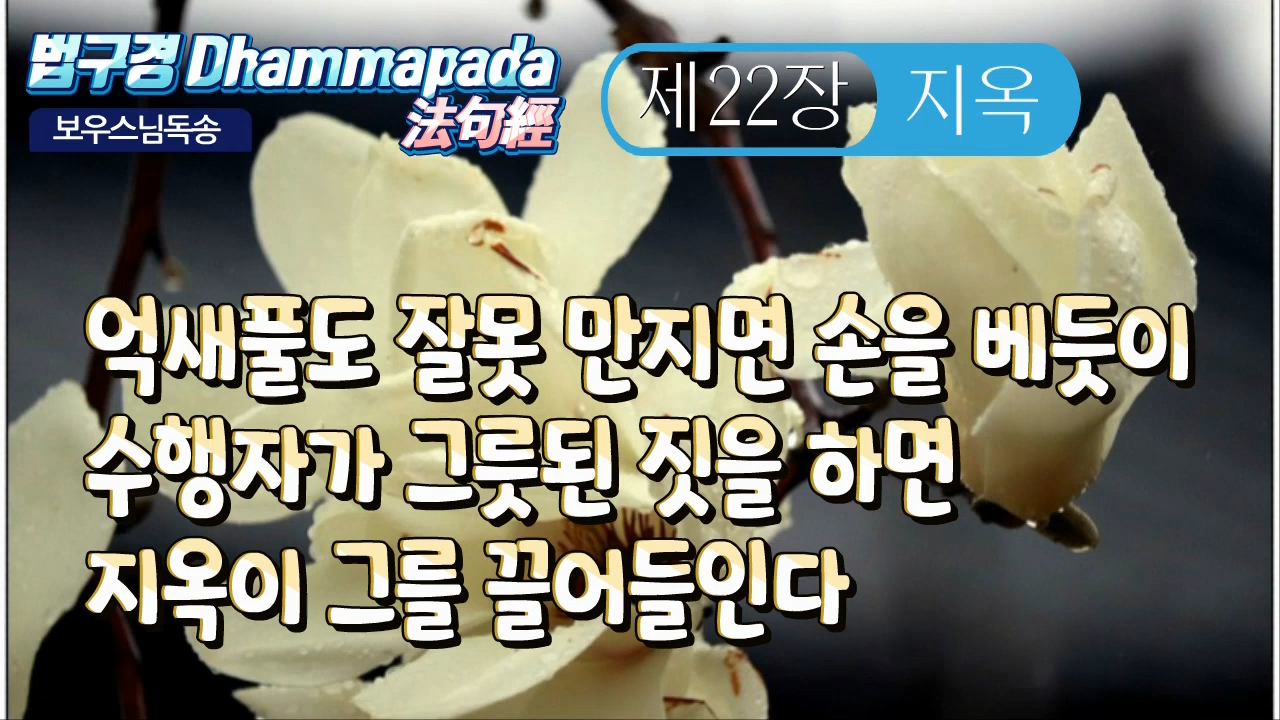 법구경 Dhammapada
法句經
보우스님독송
제22장 지옥
억새풀도 잘못 만지면 손을 베듯이
수행자가 그릇된 짓을 하면
지옥이 그를 끌어들인다